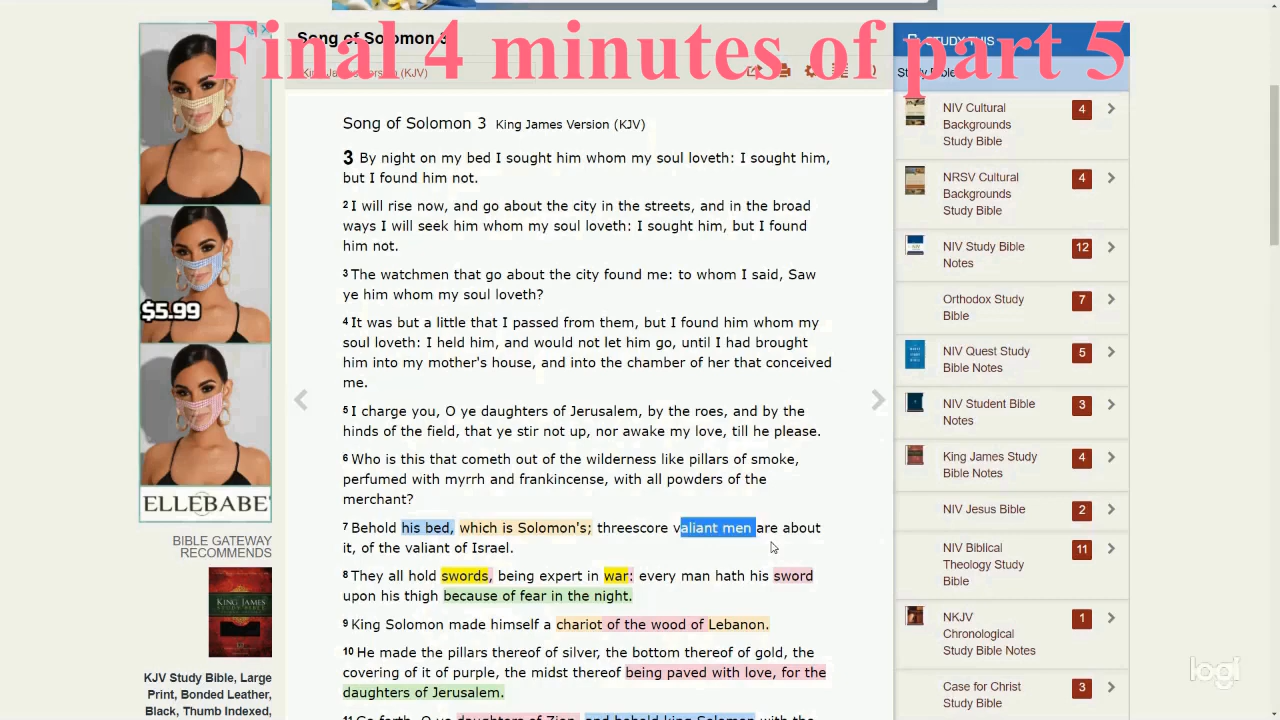 Final 4 minutes of part 5
Song of Solomon 3
King James Version (KJV)
STUDY THIS
Study Bible
$5.99
ELLEBABE'
BIBLE GATEWAY
RECOMMENDS
KJV Study Bible, Large
Print, Bonded Leather,
Black, Thumb Indexed,
Song of Solomon 3 King James Version (KJV)
3 By night on my bed I sought him whom my soul loveth: I sought him,
but I found him not.
2 I will rise now, and go about the city in the streets, and in the broad
ways I will seek him whom my soul loveth: I sought him, but I found
him not.
3 The watchmen that go about the city found me: to whom I said, Saw
ye him whom my soul loveth?
4 It was but a little that I passed from them, but I found him whom my
soul loveth: I held him, and would not let him go, until I had brought
him into my mother's house, and into the chamber of her that conceived
me.
5 I charge you, O ye daughters of Jerusalem, by the roes, and by the
hinds of the field, that ye stir not up, nor awake my love, till he please.
6 Who is this that cometh out of the wilderness like pillars of smoke,
perfumed with myrrh and frankincense, with all powders of the
merchant?
7 Behold his bed, which is Solomon's; threescore valiant men are about
it, of the valiant of Israel.
8 They all hold swords, being expert in war: every man hath his sword
upon his thigh because of fear in the night.
9 King Solomon made himself a chariot of the wood of Lebanon.
10 He made the pillars thereof of silver, the bottom thereof of gold, the
covering of it of purple, the midst thereof being paved with love, for the
daughters of Jerusalem.
11 Go forth, O ye daughters of Zion, and behold king Solomon with the
NIV Cultural
Backgrounds
Study Bible
4
NRSV Cultural
Backgrounds
Study Bible
4
NIV Study Bible
Notes
12
Orthodox Study
Bible
7
NIV Quest Study
Bible Notes
5
NIV Student Bible
Notes
3
King James Study
Bible Notes
4
NIV Jesus Bible
2
NIV Biblical
Theology Study
Bible
11
NKJV
Chronological
Study Bible Notes
1
Case for Christ
Study Bible
3
logi